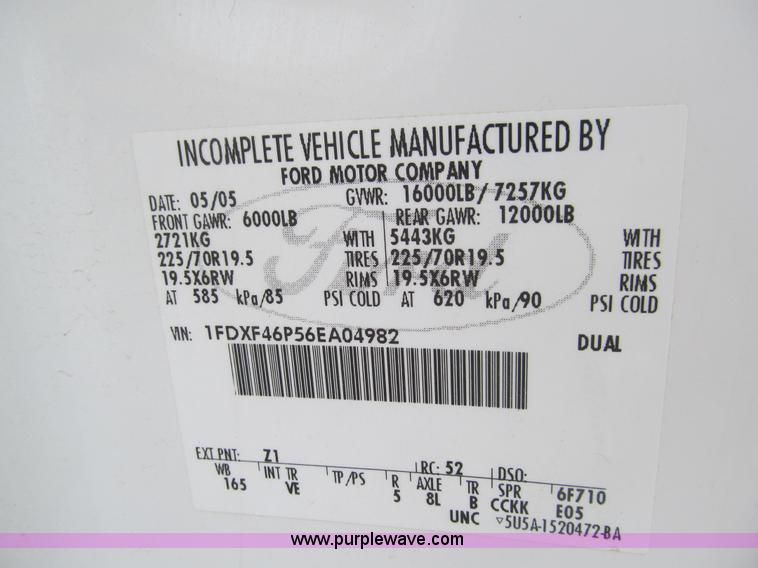 INCOMPLETE VEHICLE MANUFACTURED BY
FORD MOTOR COMPANY
DATE: 05/05 GVWR: 16000LB/7257KG
FRONT GAWR: 6000LB REAR GAWR: 12000LB
2721KG WITH 5443KG WITH
225/70R19.5 TIRES 225/70R19.5 TIRES
19.5X6RW RIMS 19.5X6RW RIMS
AT 585 kPa/85 PSI COLD AT 620 kPa/90 PSI COLD
VIN: 1FDXF46P56EA04982 DUAL
Ford
EXT PNT: Z1 RC: 52 DSO:
WB INT TR TP/PS R AXLE TR SPR 6F710
165 VE 5 8L B CCKK E05
UNC ▽5U5A-1520472-BA
www.purplewave.com